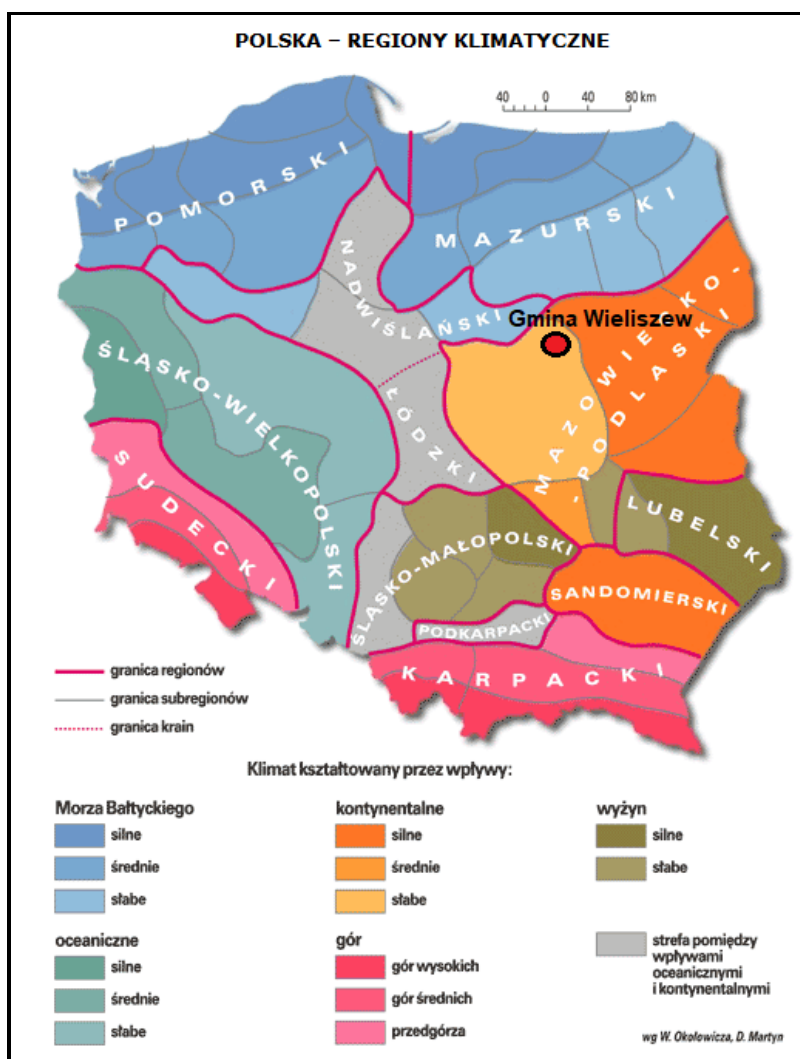 POLSKA – REGIONY KLIMATYCZNE
40 0 40 80 km
POMORSKI
MAZURSKI
NADWIŚLAŃSKI
Gmina Wieliszew
MAZOWIECKO-
-PODLASKI
ŚLĄSKO-WIELKOPOLSKI
ŁÓDZKI
SUDECKI
LUBELSKI
ŚLĄSKO-MAŁOPOLSKI
SANDOMIERSKI
PODKARPACKI
KARPACKI
granica regionów
granica subregionów
granica krain
Klimat kształtowany przez wpływy:
Morza Bałtyckiego
silne
średnie
słabe
kontynentalne
silne
średnie
słabe
wyżyn
silne
słabe
oceaniczne
silne
średnie
słabe
gór
gór wysokich
gór średnich
przedgórza
strefa pomiędzy
wpływami
oceanicznymi
i kontynentalnymi
wg W. Okołowicza, D. Martyn